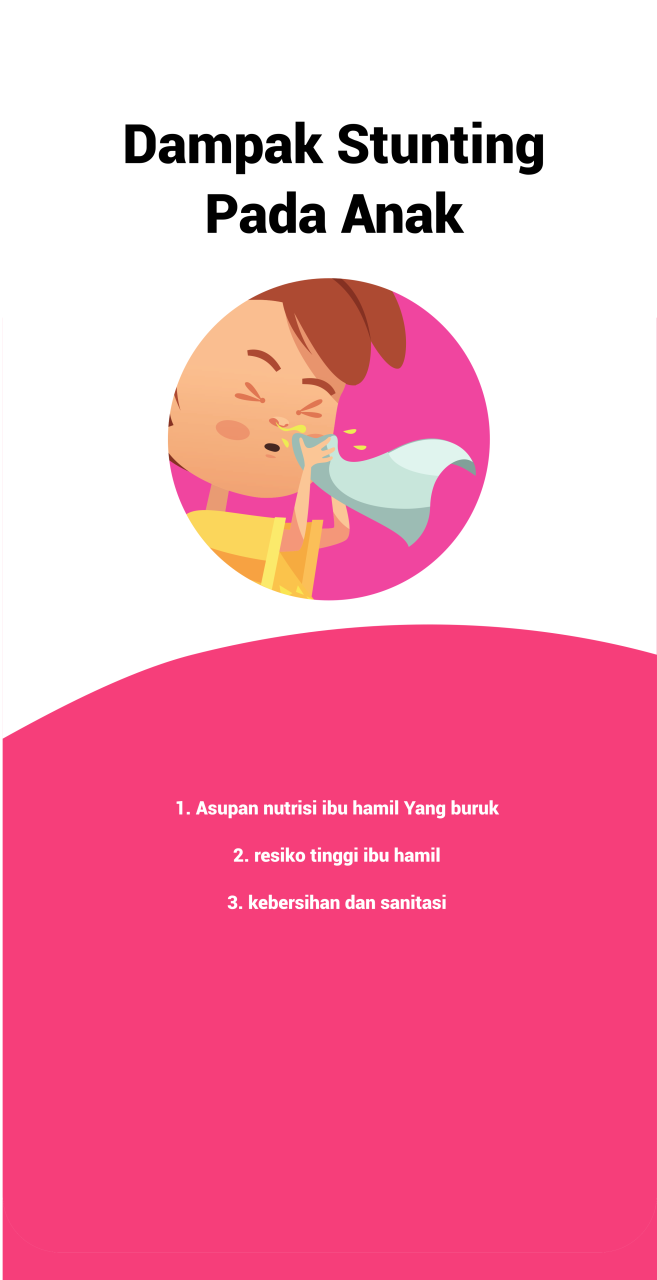 Dampak Stunting
Pada Anak
1. Asupan nutrisi ibu hamil Yang buruk
2. resiko tinggi ibu hamil
3. kebersihan dan sanitasi